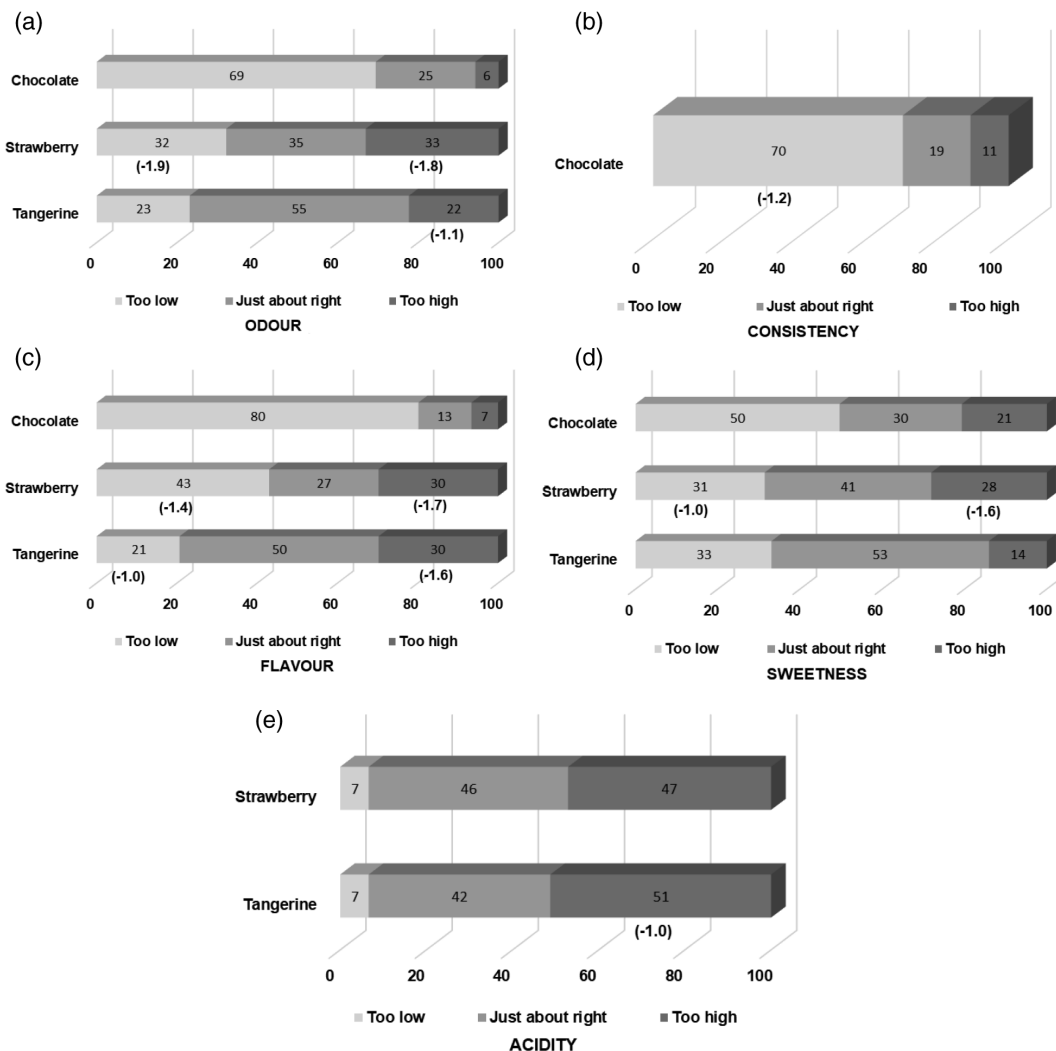 (a)
Chocolate 69 25 6
Strawberry 32 35 33
(-1.9) (-1.8)
Tangerine 23 55 22
(-1.1)
0 20 40 60 80 100
Too low Just about right Too high
ODOUR
(b)
Chocolate 70 19 11
(-1.2)
0 20 40 60 80 100
Too low Just about right Too high
CONSISTENCY
(c)
Chocolate 80 13 7
Strawberry 43 27 30
(-1.4) (-1.7)
Tangerine 21 50 30
(-1.0) (-1.6)
0 20 40 60 80 100
Too low Just about right Too high
FLAVOUR
(d)
Chocolate 50 30 21
Strawberry 31 41 28
(-1.0) (-1.6)
Tangerine 33 53 14
0 20 40 60 80 100
Too low Just about right Too high
SWEETNESS
(e)
Strawberry 7 46 47
Tangerine 7 42 51
(-1.0)
0 20 40 60 80 100
Too low Just about right Too high
ACIDITY